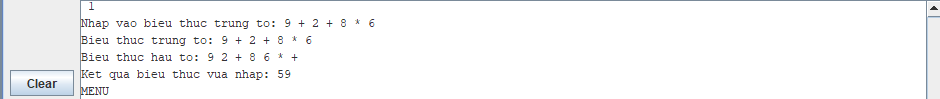 1
Nhap vao bieu thuc trung to: 9 + 2 + 8 * 6
Bieu thuc trung to: 9 + 2 + 8 * 6
Bieu thuc hau to: 9 2 + 8 6 * +
Ket qua bieu thuc vua nhap: 59
Clear
MENU